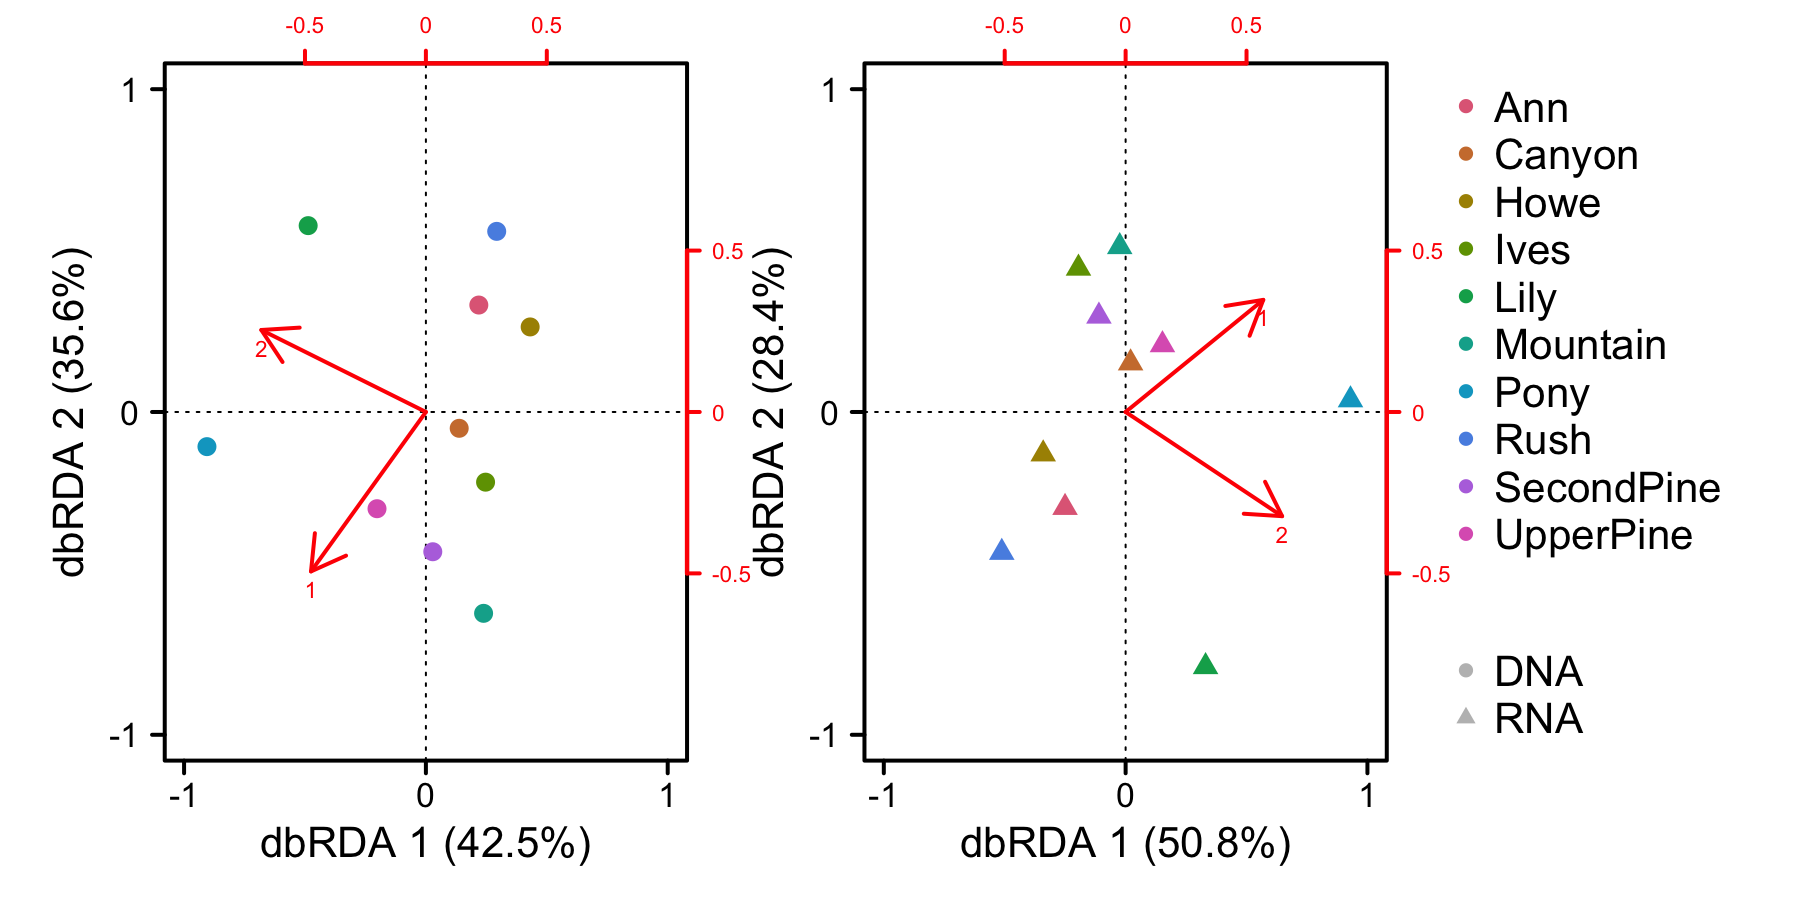 -0.5 0 0.5
1
0
-1
0.5
0
-0.5
2
1
-1 0 1
dbRDA 1 (42.5%)
dbRDA 2 (35.6%)
-0.5 0 0.5
1
0
-1
0.5
0
-0.5
1
2
-1 0 1
dbRDA 1 (50.8%)
dbRDA 2 (28.4%)
Ann
Canyon
Howe
Ives
Lily
Mountain
Pony
Rush
SecondPine
UpperPine
DNA
RNA